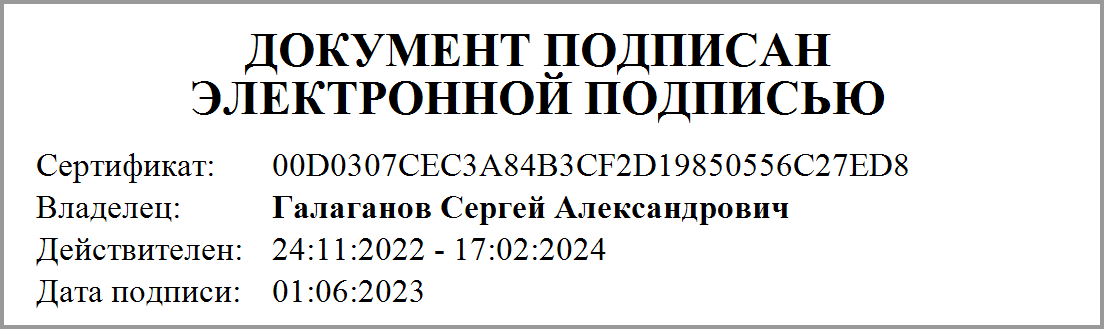 ДОКУМЕНТ ПОДПИСАН
ЭЛЕКТРОННОЙ ПОДПИСЬЮ
Сертификат: 00D0307CEC3A84B3CF2D19850556C27ED8
Владелец: Галаганов Сергей Александрович
Действителен: 24:11:2022 - 17:02:2024
Дата подписи: 01:06:2023